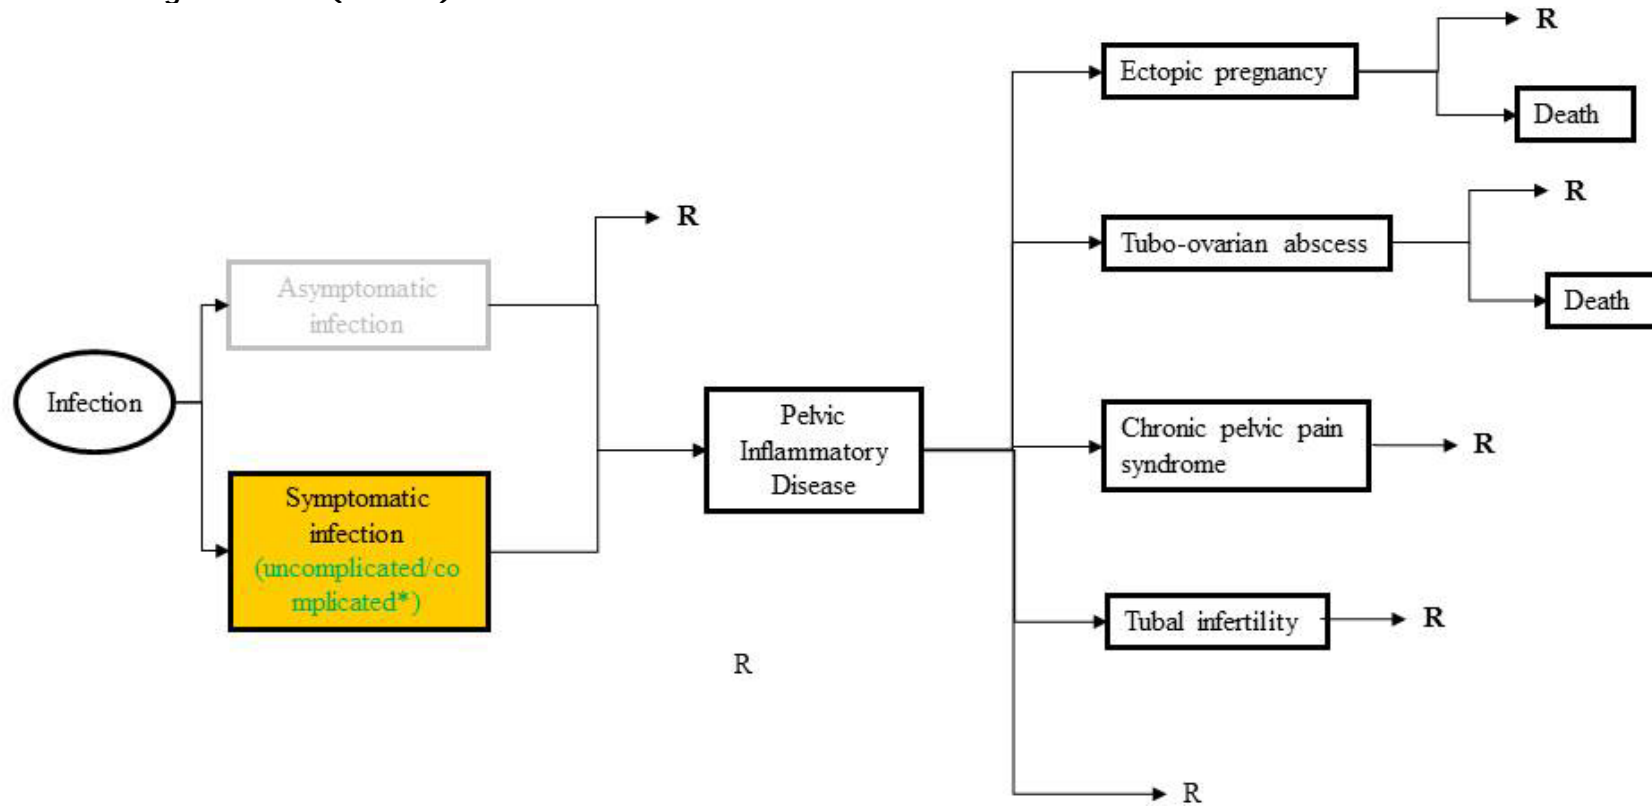 R
Ectopic pregnancy
Death
R
R
Tubo-ovarian abscess
Asymptomatic
infection
Death
Infection
Pelvic
Inflammatory
Disease
Chronic pelvic pain
syndrome
R
Symptomatic
infection
(uncomplicated/co
mplicated*)
Tubal infertility
R
R
R